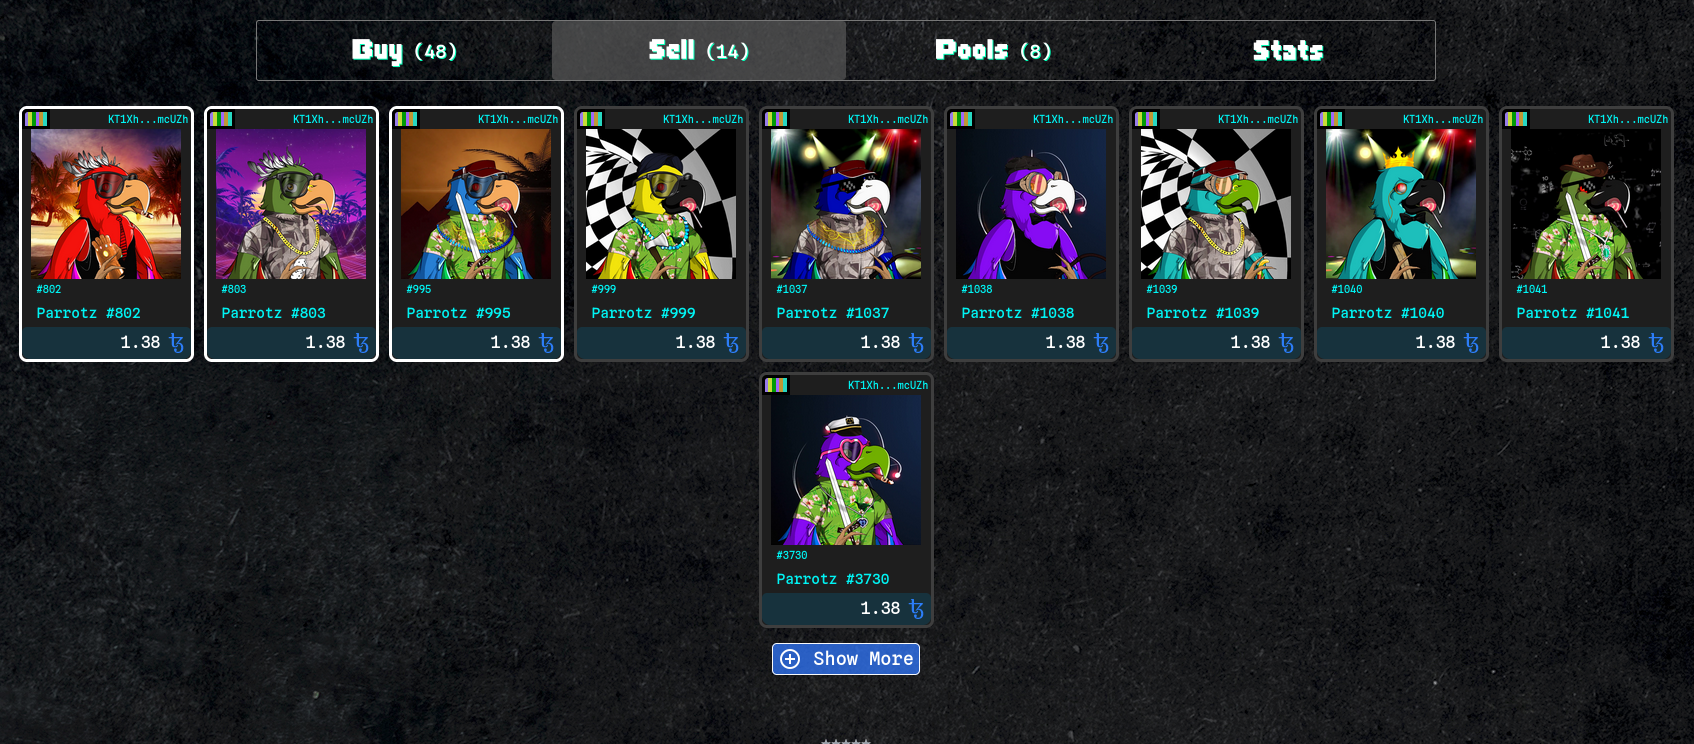 Buy (48)
Sell (14)
Pools (8)
Stats
KT1Xh...mcUZh
#802
Parrotz #802
1.38 ꜩ
KT1Xh...mcUZh
#803
Parrotz #803
1.38 ꜩ
KT1Xh...mcUZh
#995
Parrotz #995
1.38 ꜩ
KT1Xh...mcUZh
#999
Parrotz #999
1.38 ꜩ
KT1Xh...mcUZh
#1037
Parrotz #1037
1.38 ꜩ
KT1Xh...mcUZh
#1038
Parrotz #1038
1.38 ꜩ
KT1Xh...mcUZh
#1039
Parrotz #1039
1.38 ꜩ
KT1Xh...mcUZh
#1040
Parrotz #1040
1.38 ꜩ
KT1Xh...mcUZh
#1041
Parrotz #1041
1.38 ꜩ
KT1Xh...mcUZh
#3730
Parrotz #3730
1.38 ꜩ
Show More